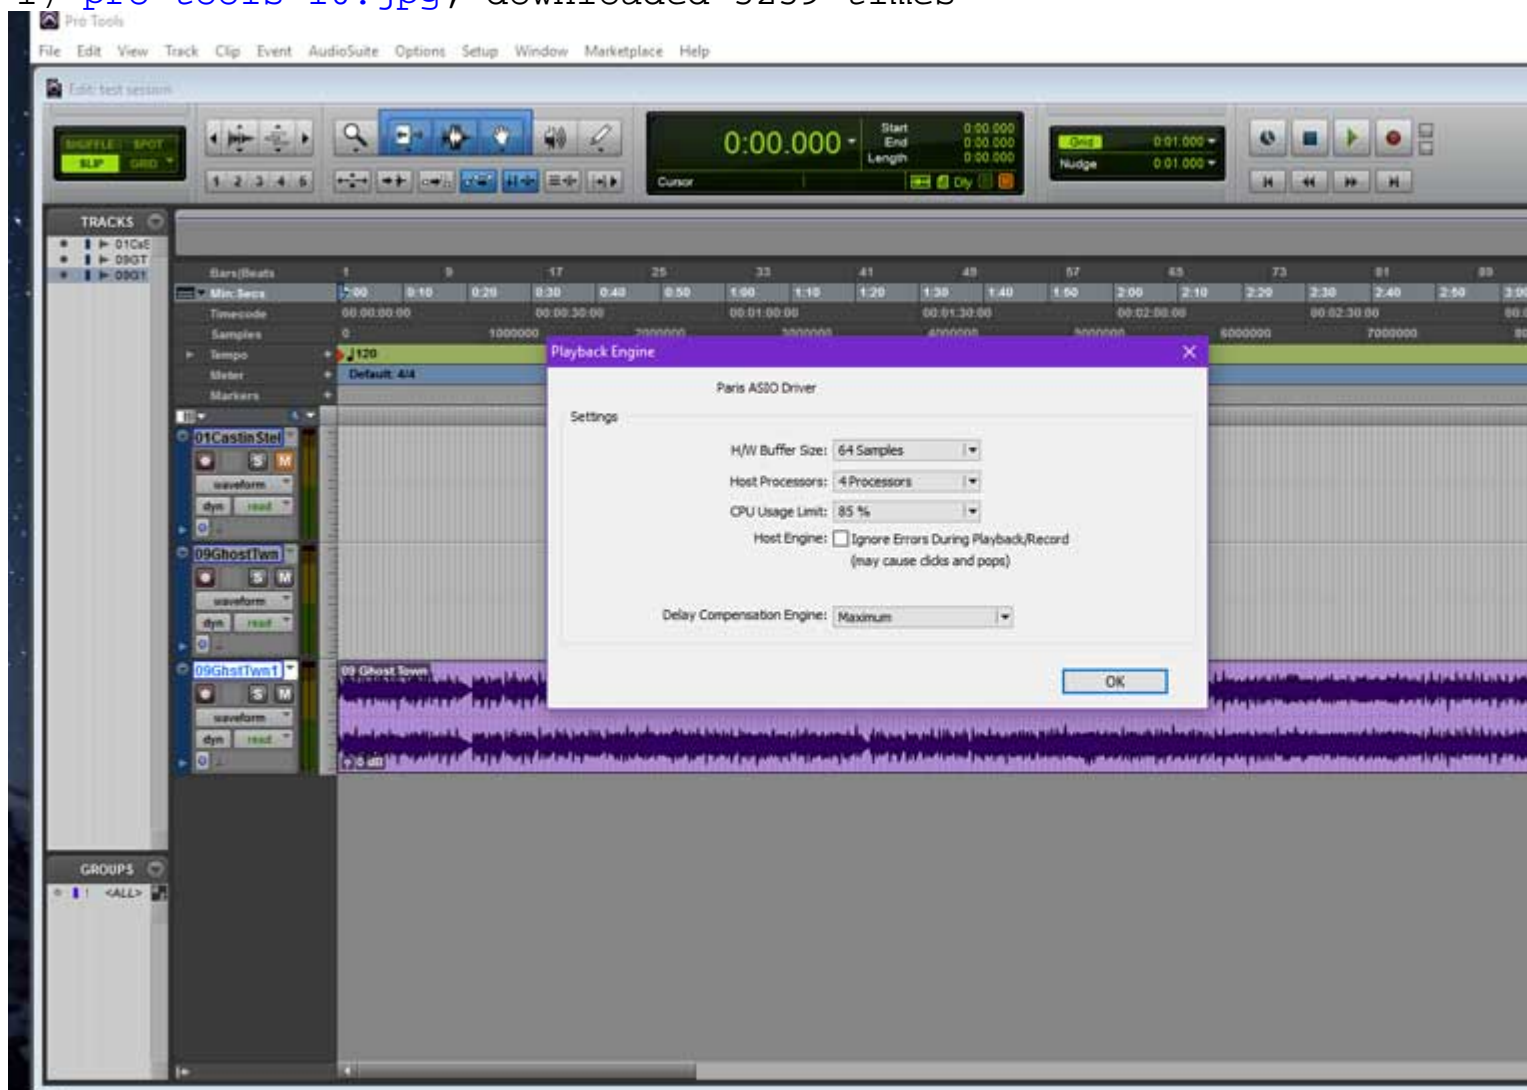 Pro Tools
File Edit View Track Clip Event AudioSuite Options Setup Window Marketplace Help
Edit: test session
SHUFFLE SPOT
SLIP GRID
1 2 3 4 5
0:00.000
Start 0:00.000
End 0:00.000
Length 0:00.000
Cursor
Dly
Grid 0:01.000
Nudge 0:01.000
TRACKS
01CsS
09GT
09G1
Bars|Beats 1 9 17 25 33 41 49 57 65 73 81 89
Min:Secs 0:00 0:10 0:20 0:30 0:40 0:50 1:00 1:10 1:20 1:30 1:40 1:50 2:00 2:10 2:20 2:30 2:40 2:50 3:00
Timecode 00:00:00:00 00:00:30:00 00:01:00:00 00:01:30:00 00:02:00:00 00:02:30:00
Samples 0 1000000 2000000 3000000 4000000 5000000 6000000 7000000
Tempo 120
Meter Default: 4/4
Markers
Playback Engine
Paris ASIO Driver
Settings
H/W Buffer Size: 64 Samples
Host Processors: 4 Processors
CPU Usage Limit: 85 %
Host Engine: Ignore Errors During Playback/Record
(may cause clicks and pops)
Delay Compensation Engine: Maximum
OK
01CastinStel
S M
waveform
dyn read
09GhostTwn
S M
waveform
dyn read
09GhstTwn1
S M
waveform
dyn read
09 Ghost Town
0 dB
GROUPS
! <ALL>